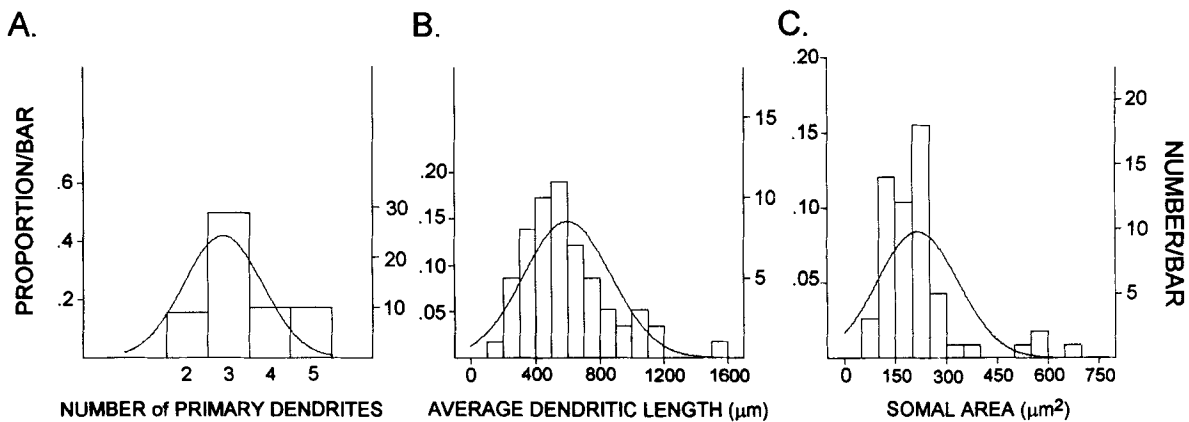 A.
B.
C.
PROPORTION/BAR
.6
.4
.2
30
20
10
2 3 4 5
NUMBER of PRIMARY DENDRITES
.20
.15
.10
.05
15
10
5
0 400 800 1200 1600
AVERAGE DENDRITIC LENGTH (μm)
.20
.15
.10
.05
20
15
10
5
0 150 300 450 600 750
SOMAL AREA (μm²)
NUMBER/BAR